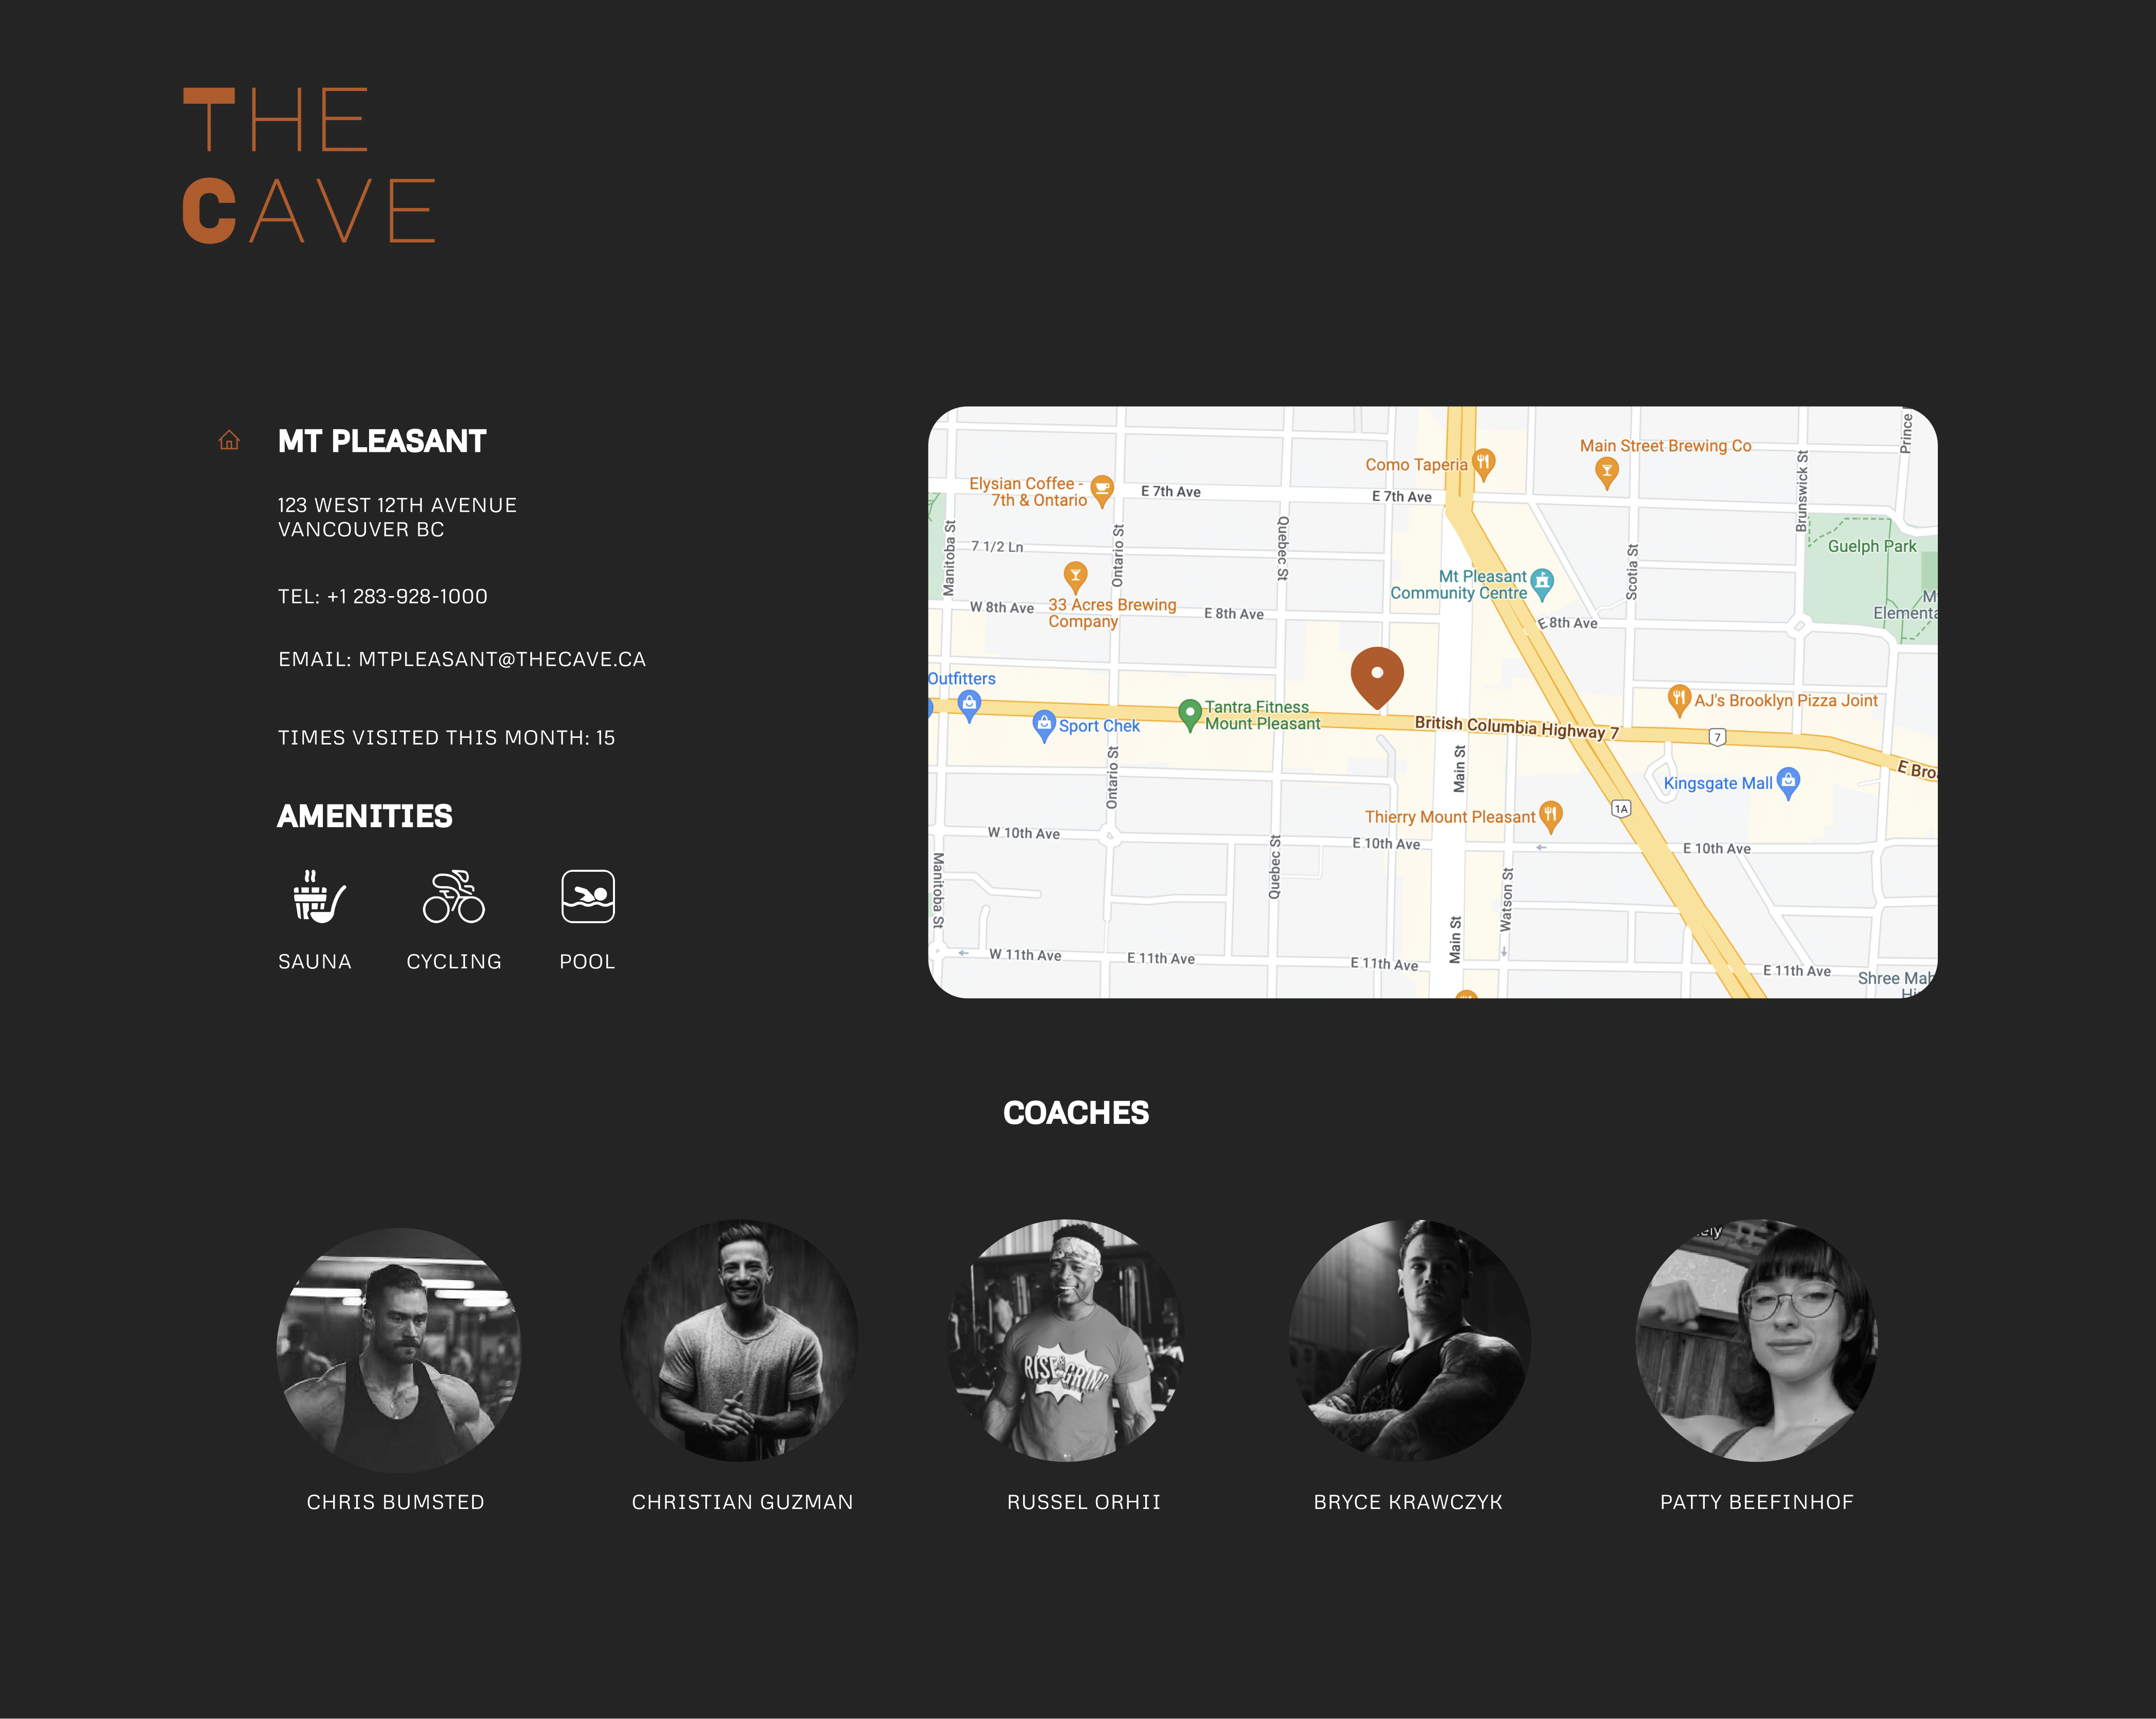 THE
CAVE
MT PLEASANT
123 WEST 12TH AVENUE
VANCOUVER BC
TEL: +1 283-928-1000
EMAIL: MTPLEASANT@THECAVE.CA
TIMES VISITED THIS MONTH: 15
AMENITIES
SAUNA
CYCLING
POOL
Main Street Brewing Co
Prince
Como Taperia
Elysian Coffee -
7th & Ontario
E 7th Ave
E 7th Ave
Brunswick St
Manitoba St
7 1/2 Ln
Ontario St
Quebec St
Guelph Park
Scotia St
Mt Pleasant
Community Centre
33 Acres Brewing
Company
W 8th Ave
E 8th Ave
E 8th Ave
Elementa
Outfitters
Sport Chek
Tantra Fitness
Mount Pleasant
AJ's Brooklyn Pizza Joint
British Columbia Highway 7
7
E Bro
Main St
Ontario St
Kingsgate Mall
1A
Thierry Mount Pleasant
W 10th Ave
E 10th Ave
E 10th Ave
Manitoba St
Quebec St
Watson St
Main St
W 11th Ave
E 11th Ave
E 11th Ave
E 11th Ave
Shree Mah
Hi
COACHES
ely
RISE & GRIND
CHRIS BUMSTED
CHRISTIAN GUZMAN
RUSSEL ORHII
BRYCE KRAWCZYK
PATTY BEEFINHOF